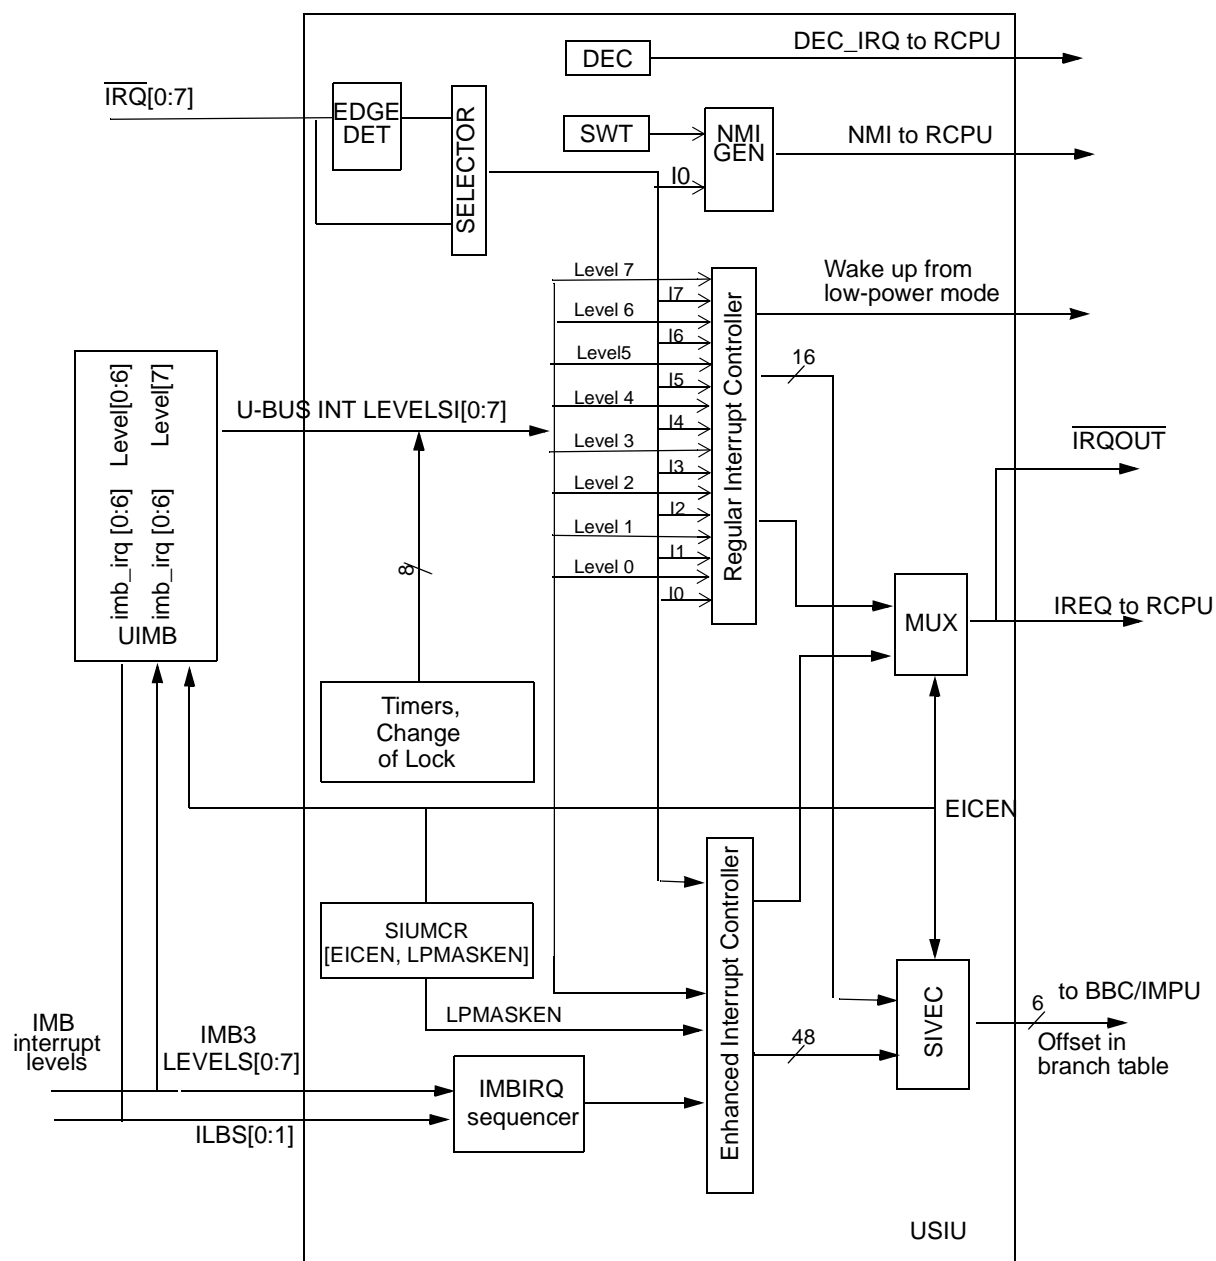 DEC
DEC_IRQ to RCPU
IRQ[0:7]
EDGE
DET
SELECTOR
SWT
NMI
GEN
NMI to RCPU
I0
Level 7
I7
Level 6
I6
Level5
I5
Level 4
I4
Level 3
I3
Level 2
I2
Level 1
I1
Level 0
I0
Regular Interrupt Controller
Wake up from
low-power mode
16
Level[0:6]
Level[7]
imb_irq [0:6]
imb_irq [0:6]
UIMB
U-BUS INT LEVELSI[0:7]
8
IRQOUT
MUX
IREQ to RCPU
Timers,
Change
of Lock
EICEN
SIUMCR
[EICEN, LPMASKEN]
LPMASKEN
Enhanced Interrupt Controller
48
SIVEC
6
to BBC/IMPU
Offset in
branch table
IMB
interrupt
levels
IMB3
LEVELS[0:7]
ILBS[0:1]
IMBIRQ
sequencer
USIU